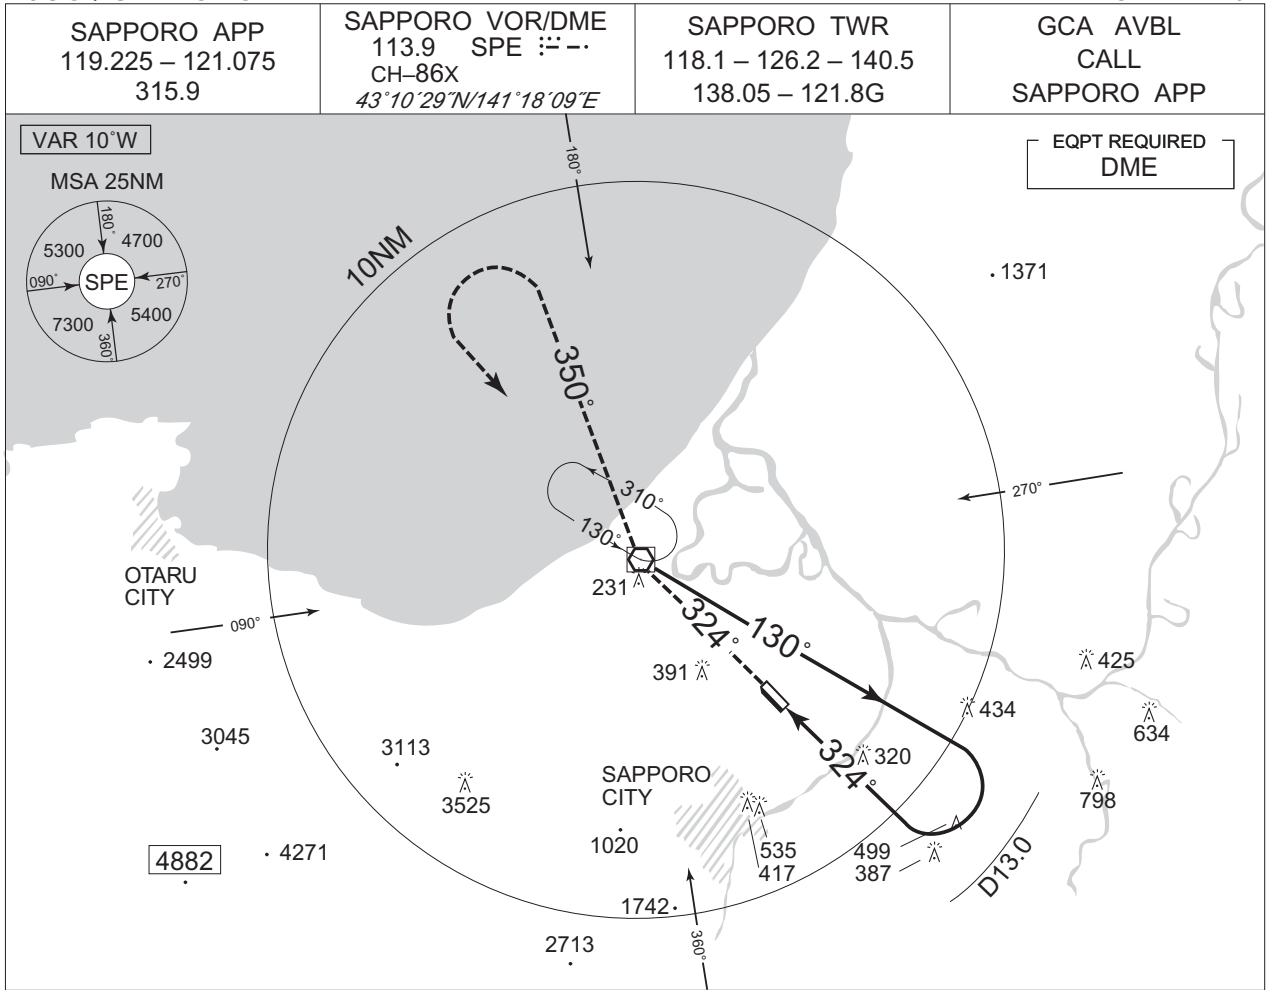 SAPPORO APP
119.225 – 121.075
315.9
SAPPORO VOR/DME
113.9 SPE
CH–86X
43°10′29″N/141°18′09″E
SAPPORO TWR
118.1 – 126.2 – 140.5
138.05 – 121.8G
GCA AVBL
CALL
SAPPORO APP
VAR 10°W
MSA 25NM
180°
5300
4700
090°
SPE
270°
7300
5400
360°
EQPT REQUIRED
DME
180°
10NM
1371
350°
310°
130°
270°
231
OTARU
CITY
090°
324°
130°
2499
391
425
434
634
3045
3113
324°
320
SAPPORO
CITY
3525
798
1020
535
417
499
387
4882
4271
D13.0
1742
360°
2713